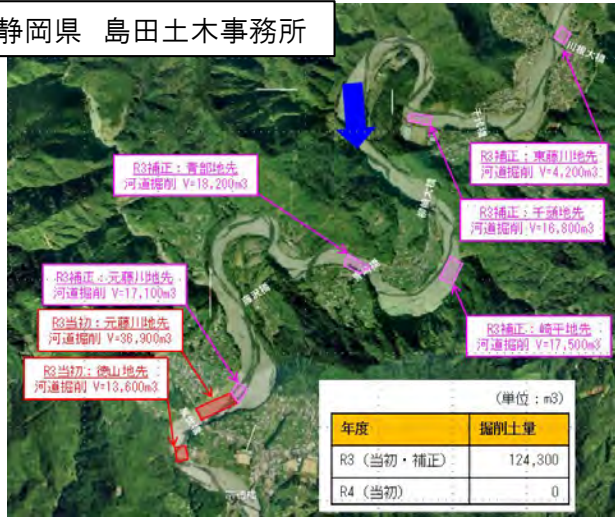 静岡県 島田土木事務所
川根大橋
R3補正：東藤川地先
河道掘削 V=4,200m3
R3補正：青部地先
河道掘削 V=18,200m3
R3補正：千頭地先
河道掘削 V=16,800m3
R3補正：元藤川地先
河道掘削 V=17,100m3
R3補正：崎平地先
河道掘削 V=17,500m3
R3当初：元藤川地先
河道掘削 V=36,900m3
R3当初：徳山地先
河道掘削 V=13,600m3
（単位：m3）
年度 掘削土量
R3（当初・補正） 124,300
R4（当初） 0